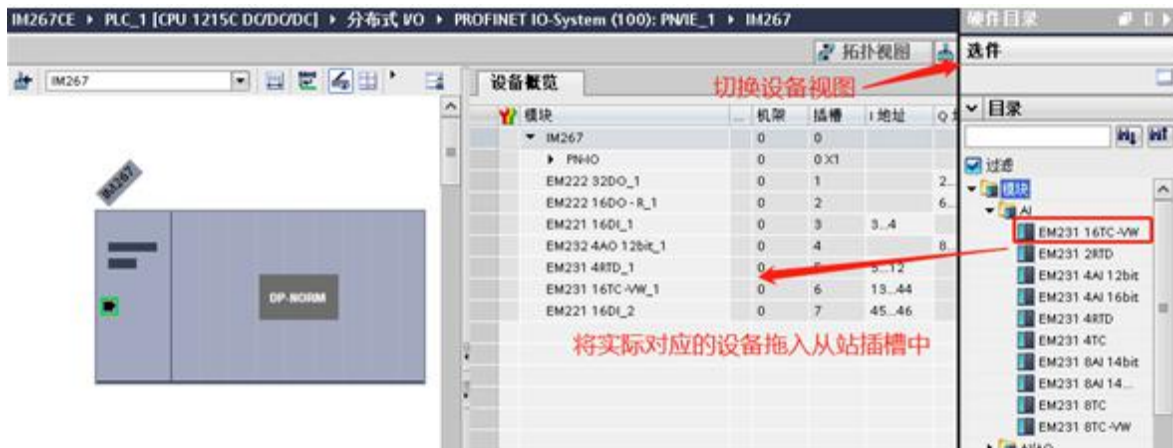 IM267CE ▸ PLC_1 [CPU 1215C DC/DC/DC] ▸ 分布式 I/O ▸ PROFINET IO-System (100): PN/IE_1 ▸ IM267
硬件目录
拓扑视图
选件
IM267
设备概览
切换设备视图
模块 ... 机架 插槽 I 地址
IM267 0 0
PN-IO 0 0 X1
EM222 32DO_1 0 1 2...
EM222 16DO - R_1 0 2 6...
EM221 16DI_1 0 3 3...4
EM232 4AO 12bit_1 0 4 8...
EM231 4RTD_1 0
EM231 16TC-VW_1 0 6 13...44
EM221 16DI_2 0 7 45...46
将实际对应的设备拖入从站插槽中
IM267
DP-NORM
目录
过滤
模块
AI
EM231 16TC-VW
EM231 2RTD
EM231 4AI 12bit
EM231 4AI 16bit
EM231 4RTD
EM231 4TC
EM231 8AI 14bit
EM231 8AI 14...
EM231 8TC
EM231 8TC-VW